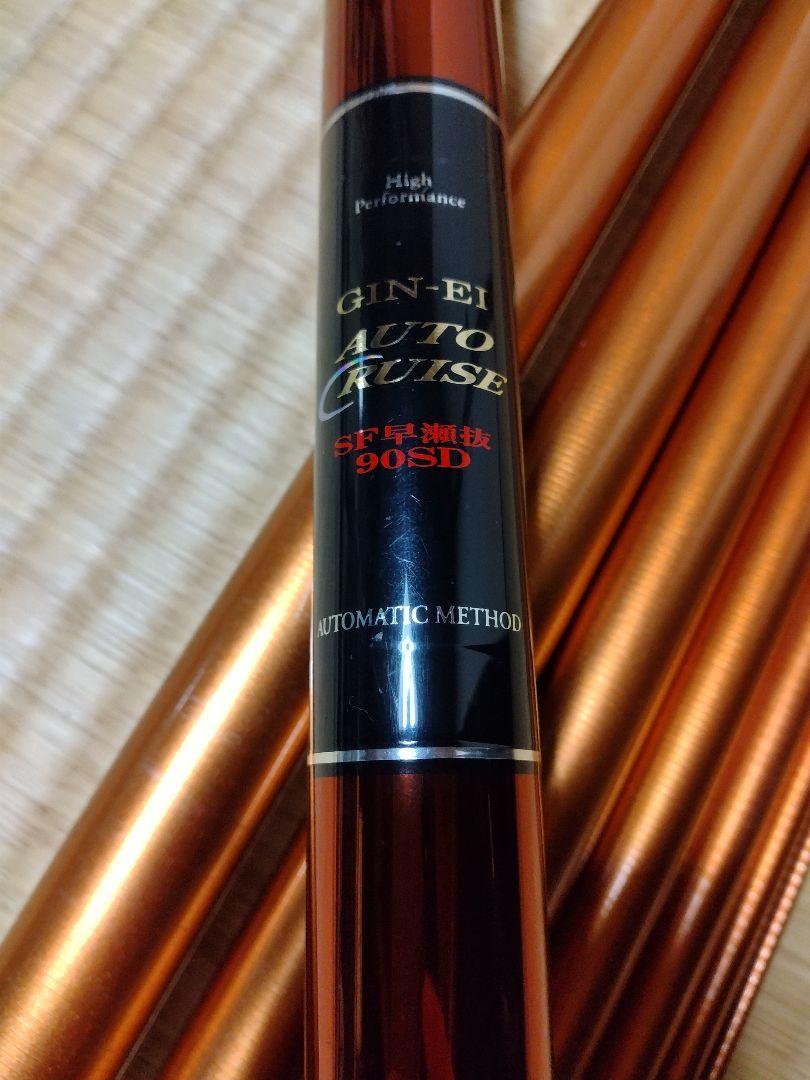 High
Performance
GIN-EI
AUTO
CRUISE
SF早瀬抜
90SD
AUTOMATIC METHOD